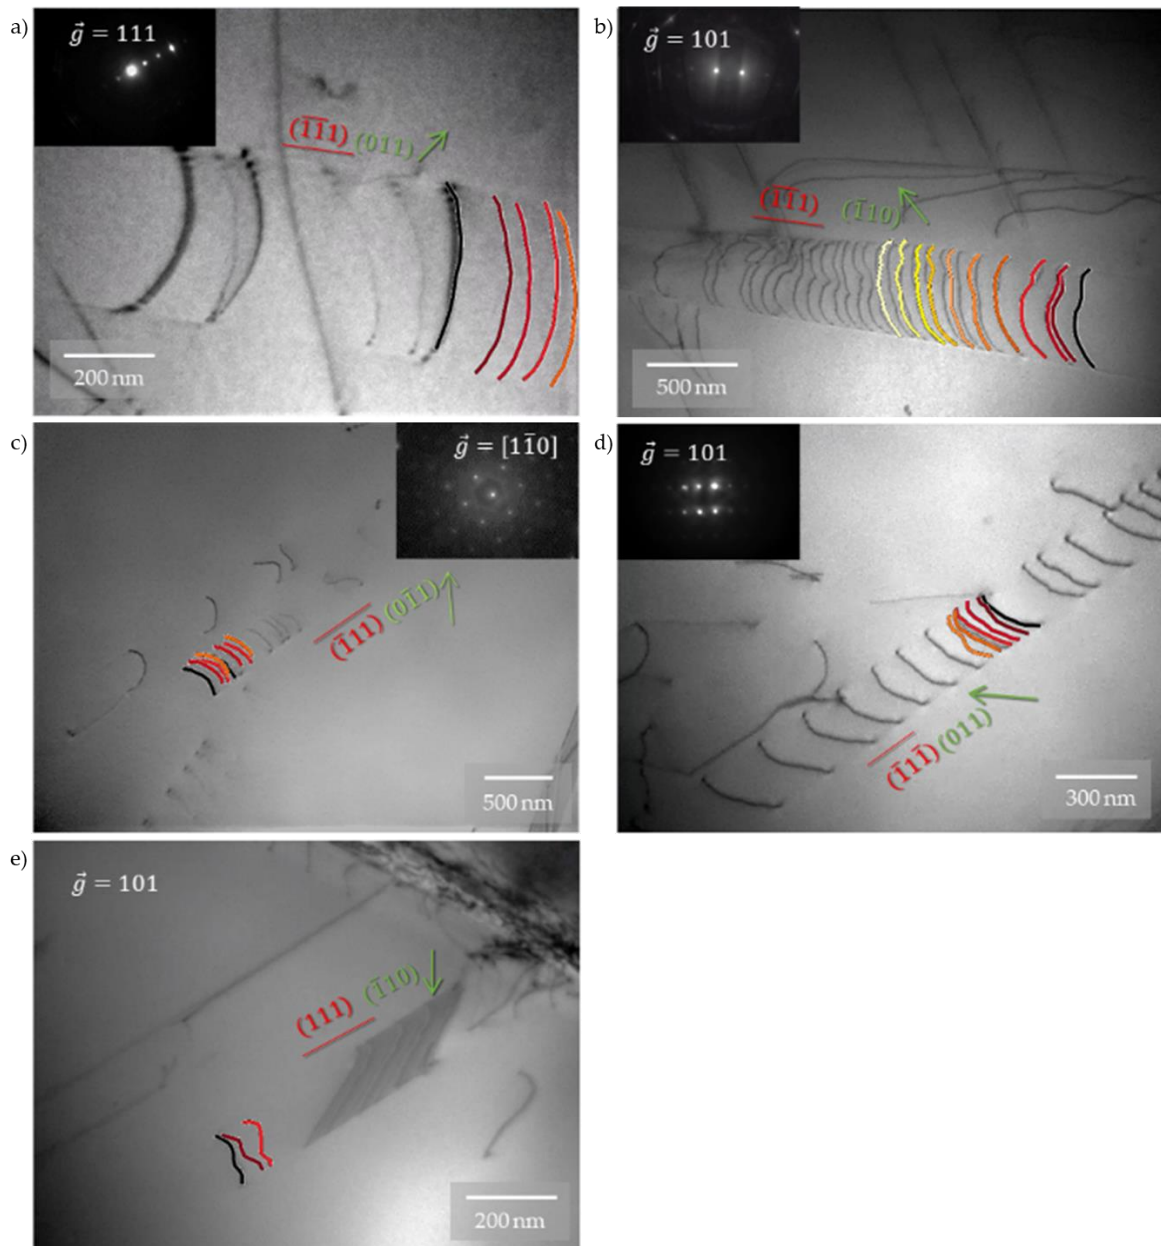 a)
g⃗ = 111
(1̅1̅1) (011)
200 nm
b)
g⃗ = 101
(1̅1̅1) (1̅10)
500 nm
c)
g⃗ = [11̅0]
(1̅11) (01̅1)
500 nm
d)
g⃗ = 101
(1̅11̅) (011)
300 nm
e)
g⃗ = 101
(111) (1̅10)
200 nm